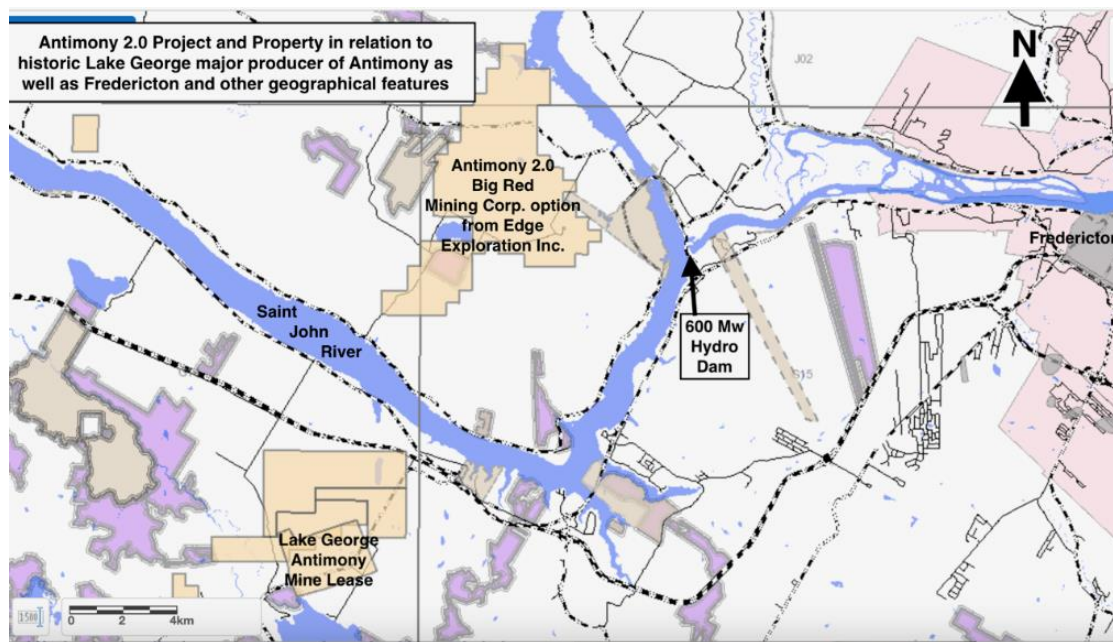 Antimony 2.0 Project and Property in relation to
historic Lake George major producer of Antimony as
well as Fredericton and other geographical features
N
J02
Antimony 2.0
Big Red
Mining Corp. option
from Edge
Exploration Inc.
Fredericton
Saint
John
River
600 Mw
Hydro
Dam
Lake George
Antimony
Mine Lease
0 2 4km